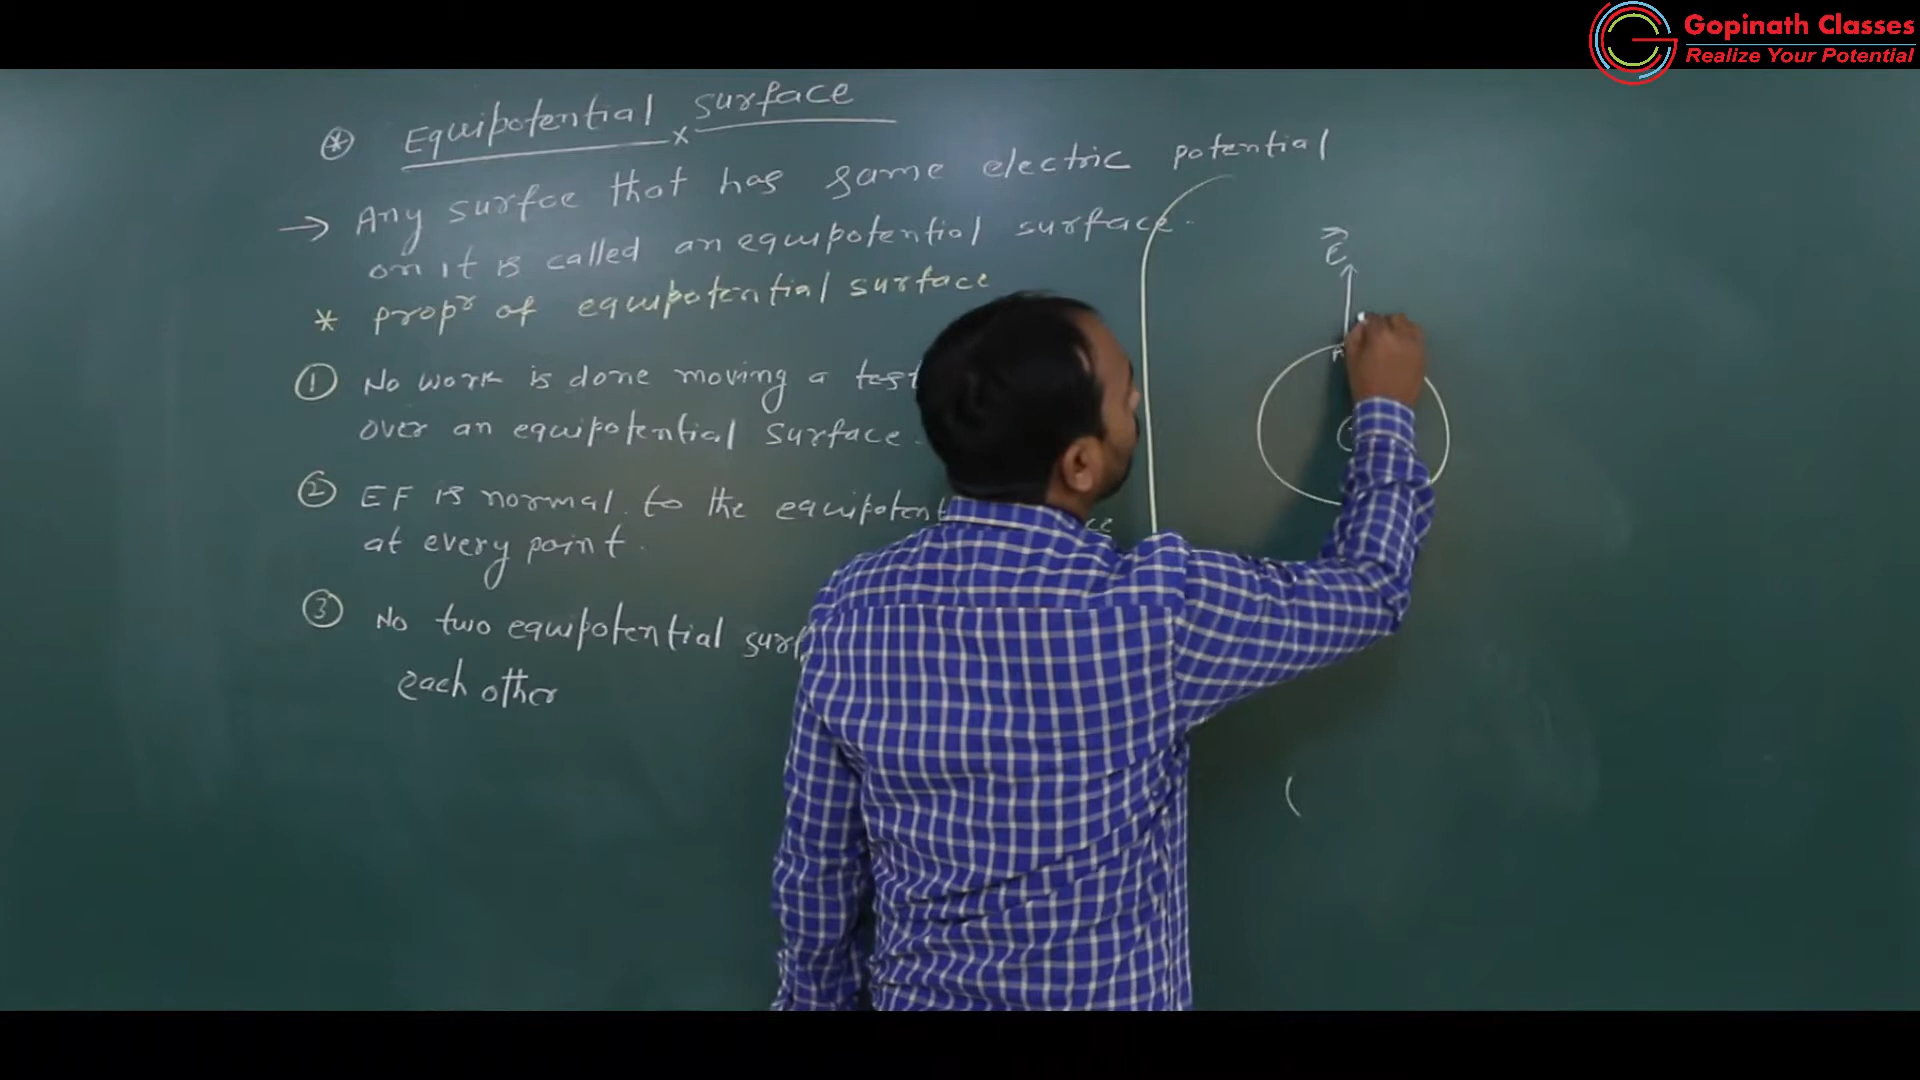 Gopinath Classes
Realize Your Potential
* Equipotential surface
→ Any surfce that has same electric potential
on it is called an equipotential surface.
* propr of equipotential surface
① No work is done moving a test
over an equipotential surface.
② EF is normal to the equipotent
at every point.
③ No two equipotential surf
each other
E